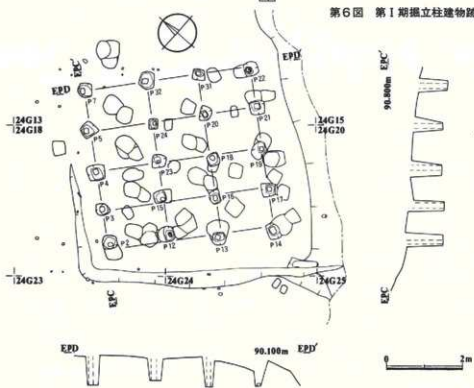 第6図 第Ⅰ期掘立柱建物跡
EPC'
EPD
EPD'
P7
P32
P31
P22
24G13
24G18
P5
P24
P20
P21
24G15
24G20
P4
P23
P18
P19
P3
P15
P16
P17
P2
P12
P13
P14
24G23
24G24
24G25
EPC
EPC'
90.800m
EPC
EPD
90.100m
EPD'
0
2m